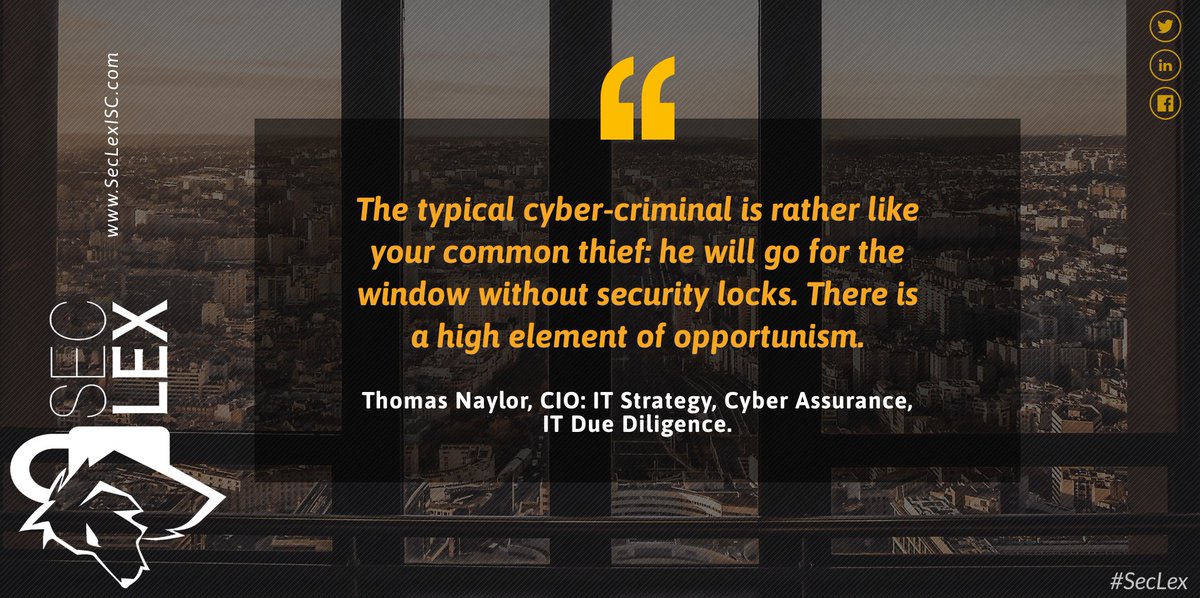 www.SecLexISC.com
SEC
LEX
“
The typical cyber-criminal is rather like
your common thief: he will go for the
window without security locks. There is
a high element of opportunism.
Thomas Naylor, CIO: IT Strategy, Cyber Assurance,
IT Due Diligence.
in
#SecLex